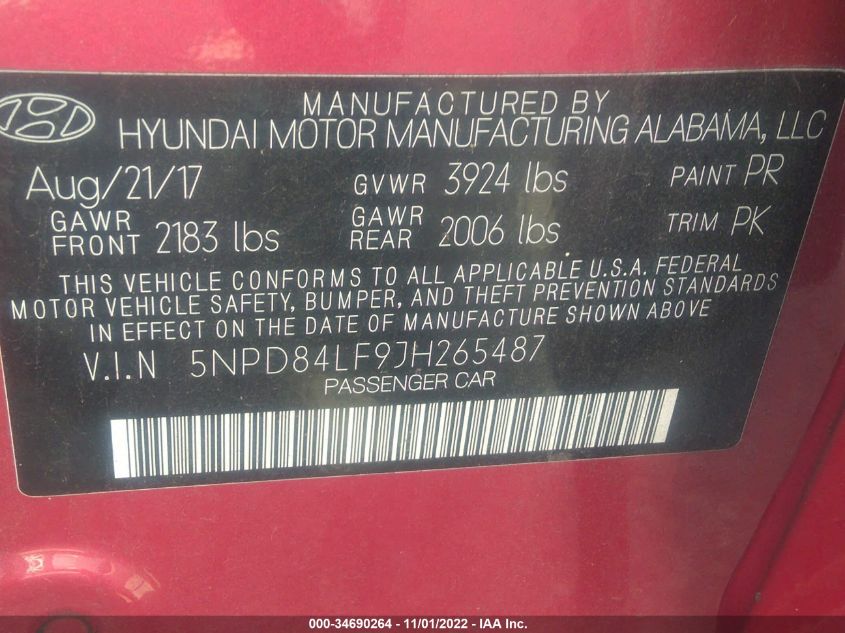 MANUFACTURED BY
HYUNDAI MOTOR MANUFACTURING ALABAMA, LLC
Aug/21/17 GVWR 3924 lbs PAINT PR
GAWR FRONT 2183 lbs GAWR REAR 2006 lbs TRIM PK
THIS VEHICLE CONFORMS TO ALL APPLICABLE U.S.A. FEDERAL
MOTOR VEHICLE SAFETY, BUMPER, AND THEFT PREVENTION STANDARDS
IN EFFECT ON THE DATE OF MANUFACTURE SHOWN ABOVE
V.I.N 5NPD84LF9JH265487
PASSENGER CAR
000-34690264 - 11/01/2022 - IAA Inc.